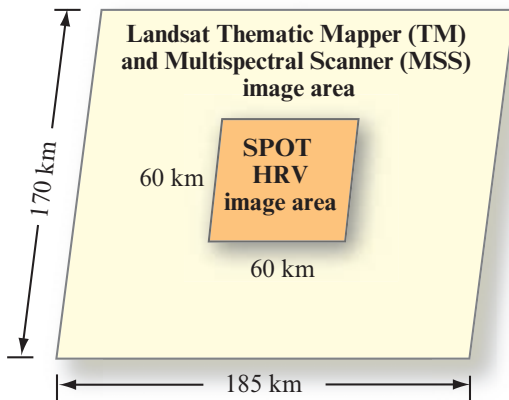 Landsat Thematic Mapper (TM)
and Multispectral Scanner (MSS)
image area
SPOT
HRV
image area
60 km
60 km
170 km
185 km